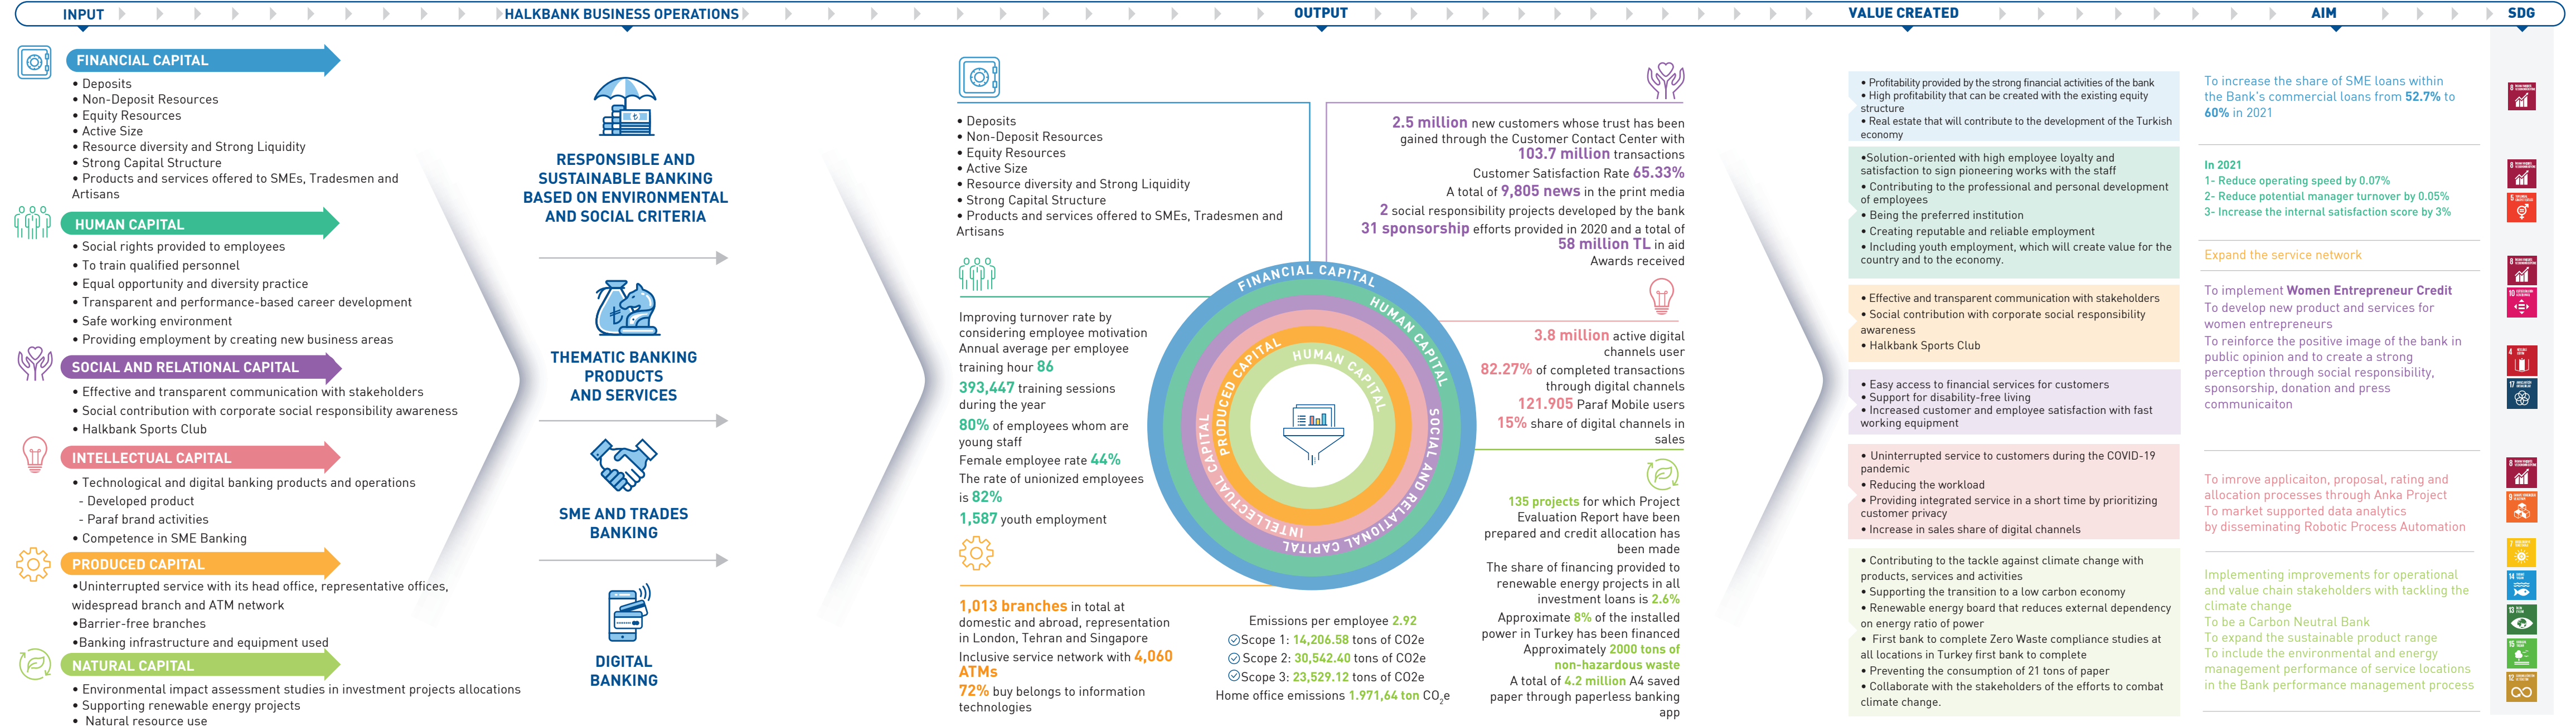 INPUT
HALKBANK BUSINESS OPERATIONS
OUTPUT
VALUE CREATED
AIM
SDG
FINANCIAL CAPITAL
• Deposits
• Non-Deposit Resources
• Equity Resources
• Active Size
• Resource diversity and Strong Liquidity
• Strong Capital Structure
• Products and services offered to SMEs, Tradesmen and
Artisans
HUMAN CAPITAL
• Social rights provided to employees
• To train qualified personnel
• Equal opportunity and diversity practice
• Transparent and performance-based career development
• Safe working environment
• Providing employment by creating new business areas
SOCIAL AND RELATIONAL CAPITAL
• Effective and transparent communication with stakeholders
• Social contribution with corporate social responsibility awareness
• Halkbank Sports Club
INTELLECTUAL CAPITAL
• Technological and digital banking products and operations
- Developed product
- Paraf brand activities
• Competence in SME Banking
PRODUCED CAPITAL
•Uninterrupted service with its head office, representative offices,
widespread branch and ATM network
•Barrier-free branches
•Banking infrastructure and equipment used
NATURAL CAPITAL
• Environmental impact assessment studies in investment projects allocations
• Supporting renewable energy projects
• Natural resource use
RESPONSIBLE AND
SUSTAINABLE BANKING
BASED ON ENVIRONMENTAL
AND SOCIAL CRITERIA
THEMATIC BANKING
PRODUCTS
AND SERVICES
SME AND TRADES
BANKING
DIGITAL
BANKING
• Deposits
• Non-Deposit Resources
• Equity Resources
• Active Size
• Resource diversity and Strong Liquidity
• Strong Capital Structure
• Products and services offered to SMEs, Tradesmen and
Artisans
Improving turnover rate by
considering employee motivation
Annual average per employee
training hour 86
393,447 training sessions
during the year
80% of employees whom are
young staff
Female employee rate 44%
The rate of unionized employees
is 82%
1,587 youth employment
1,013 branches in total at
domestic and abroad, representation
in London, Tehran and Singapore
Inclusive service network with 4,060
ATMs
72% buy belongs to information
technologies
FINANCIAL CAPITAL
HUMAN CAPITAL
SOCIAL AND RELATIONAL CAPITAL
INTELLECTUAL CAPITAL
PRODUCED CAPITAL
HUMAN CAPITAL
Emissions per employee 2.92
Scope 1: 14,206.58 tons of CO2e
Scope 2: 30,542.40 tons of CO2e
Scope 3: 23,529.12 tons of CO2e
Home office emissions 1.971,64 ton CO2e
2.5 million new customers whose trust has been
gained through the Customer Contact Center with
103.7 million transactions
Customer Satisfaction Rate 65.33%
A total of 9,805 news in the print media
2 social responsibility projects developed by the bank
31 sponsorship efforts provided in 2020 and a total of
58 million TL in aid
Awards received
3.8 million active digital
channels user
82.27% of completed transactions
through digital channels
121.905 Paraf Mobile users
15% share of digital channels in
sales
135 projects for which Project
Evaluation Report have been
prepared and credit allocation has
been made
The share of financing provided to
renewable energy projects in all
investment loans is 2.6%
Approximate 8% of the installed
power in Turkey has been financed
Approximately 2000 tons of
non-hazardous waste
A total of 4.2 million A4 saved
paper through paperless banking
app
• Profitability provided by the strong financial activities of the bank
• High profitability that can be created with the existing equity
structure
• Real estate that will contribute to the development of the Turkish
economy
•Solution-oriented with high employee loyalty and
satisfaction to sign pioneering works with the staff
• Contributing to the professional and personal development
of employees
• Being the preferred institution
• Creating reputable and reliable employment
• Including youth employment, which will create value for the
country and to the economy.
• Effective and transparent communication with stakeholders
• Social contribution with corporate social responsibility
awareness
• Halkbank Sports Club
• Easy access to financial services for customers
• Support for disability-free living
• Increased customer and employee satisfaction with fast
working equipment
• Uninterrupted service to customers during the COVID-19
pandemic
• Reducing the workload
• Providing integrated service in a short time by prioritizing
customer privacy
• Increase in sales share of digital channels
• Contributing to the tackle against climate change with
products, services and activities
• Supporting the transition to a low carbon economy
• Renewable energy board that reduces external dependency
on energy ratio of power
• First bank to complete Zero Waste compliance studies at
all locations in Turkey first bank to complete
• Preventing the consumption of 21 tons of paper
• Collaborate with the stakeholders of the efforts to combat
climate change.
To increase the share of SME loans within
the Bank's commercial loans from 52.7% to
60% in 2021
In 2021
1- Reduce operating speed by 0.07%
2- Reduce potential manager turnover by 0.05%
3- Increase the internal satisfaction score by 3%
Expand the service network
To implement Women Entrepreneur Credit
To develop new product and services for
women entrepreneurs
To reinforce the positive image of the bank in
public opinion and to create a strong
perception through social responsibility,
sponsorship, donation and press
communicaiton
To imrove applicaiton, proposal, rating and
allocation processes through Anka Project
To market supported data analytics
by disseminating Robotic Process Automation
Implementing improvements for operational
and value chain stakeholders with tackling the
climate change
To be a Carbon Neutral Bank
To expand the sustainable product range
To include the environmental and energy
management performance of service locations
in the Bank performance management process
8
8
5
8
10
4
17
8
9
7
14
13
15
12